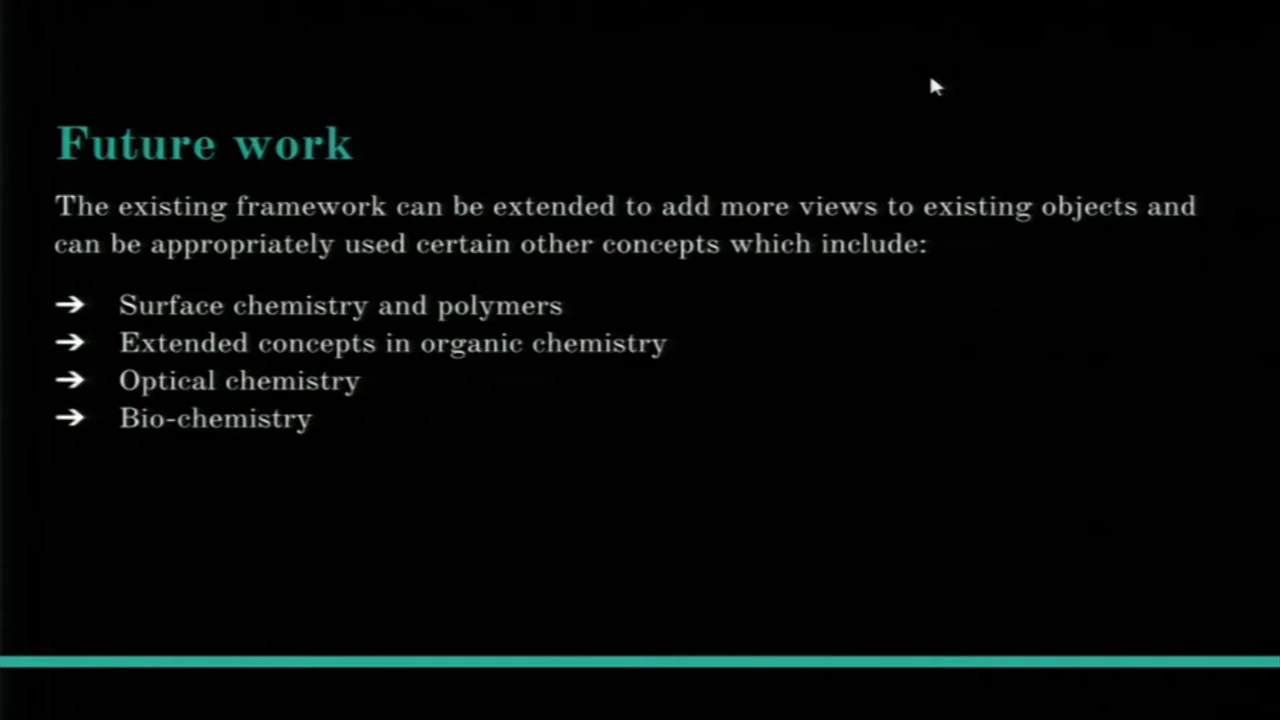 Future work
The existing framework can be extended to add more views to existing objects and
can be appropriately used certain other concepts which include:
➔ Surface chemistry and polymers
➔ Extended concepts in organic chemistry
➔ Optical chemistry
➔ Bio-chemistry